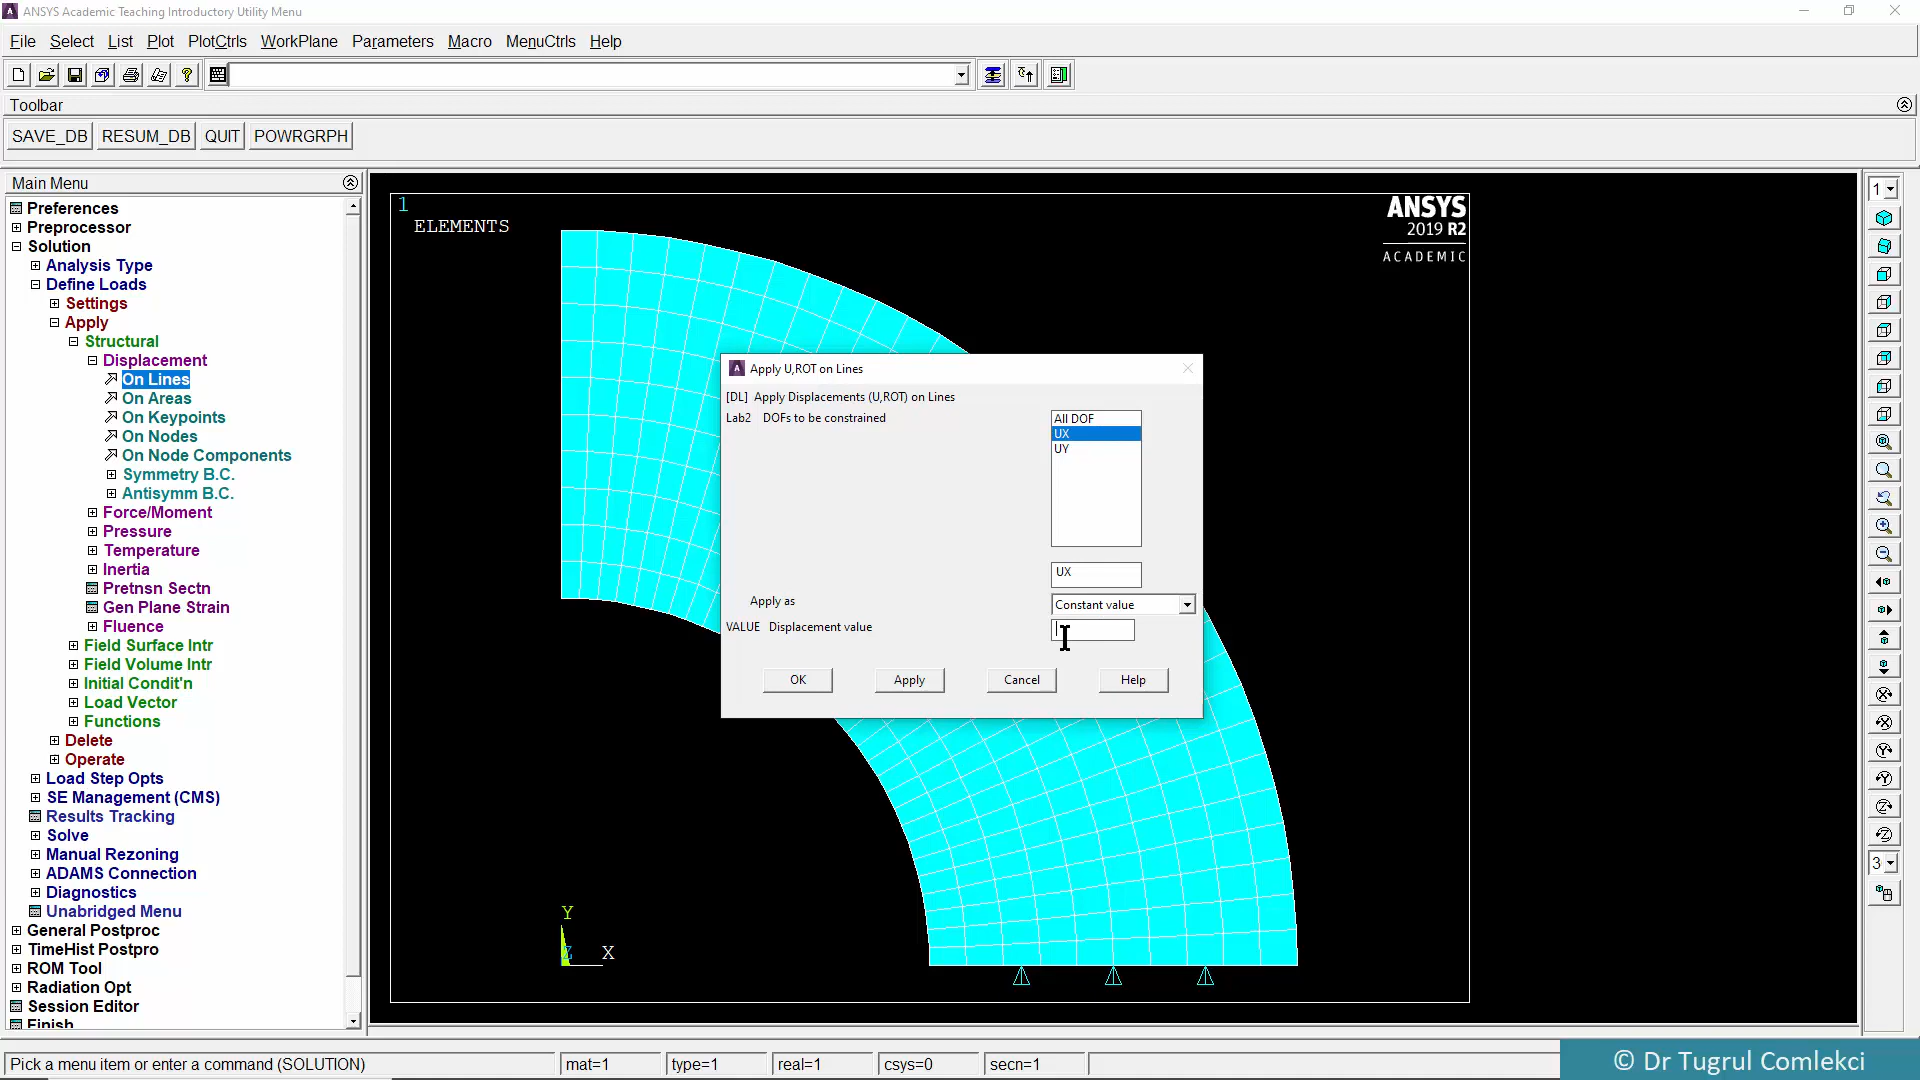 ANSYS Academic Teaching Introductory Utility Menu
File Select List Plot PlotCtrls WorkPlane Parameters Macro MenuCtrls Help
Toolbar
SAVE_DB RESUM_DB QUIT POWRGRPH
Main Menu
Preferences
Preprocessor
Solution
Analysis Type
Define Loads
Settings
Apply
Structural
Displacement
On Lines
On Areas
On Keypoints
On Nodes
On Node Components
Symmetry B.C.
Antisymm B.C.
Force/Moment
Pressure
Temperature
Inertia
Pretnsn Sectn
Gen Plane Strain
Fluence
Field Surface Intr
Field Volume Intr
Initial Condit'n
Load Vector
Functions
Delete
Operate
Load Step Opts
SE Management (CMS)
Results Tracking
Solve
Manual Rezoning
ADAMS Connection
Diagnostics
Unabridged Menu
General Postproc
TimeHist Postpro
ROM Tool
Radiation Opt
Session Editor
Finish
1
ELEMENTS
ANSYS
2019 R2
ACADEMIC
Apply U,ROT on Lines
[DL] Apply Displacements (U,ROT) on Lines
Lab2 DOFs to be constrained
All DOF
UX
UY
UX
Apply as Constant value
VALUE Displacement value
OK Apply Cancel Help
Y
Z X
1
3
Pick a menu item or enter a command (SOLUTION) mat=1 type=1 real=1 csys=0 secn=1
© Dr Tugrul Comlekci